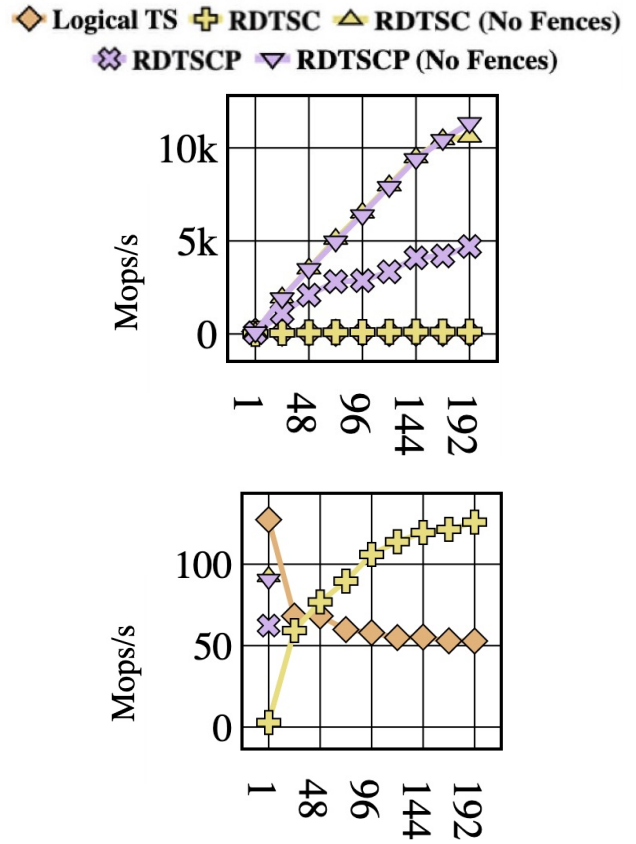 Logical TS RDTSC RDTSC (No Fences)
RDTSCP RDTSCP (No Fences)
10k
5k
0
Mops/s
1 48 96 144 192
100
50
0
Mops/s
1 48 96 144 192